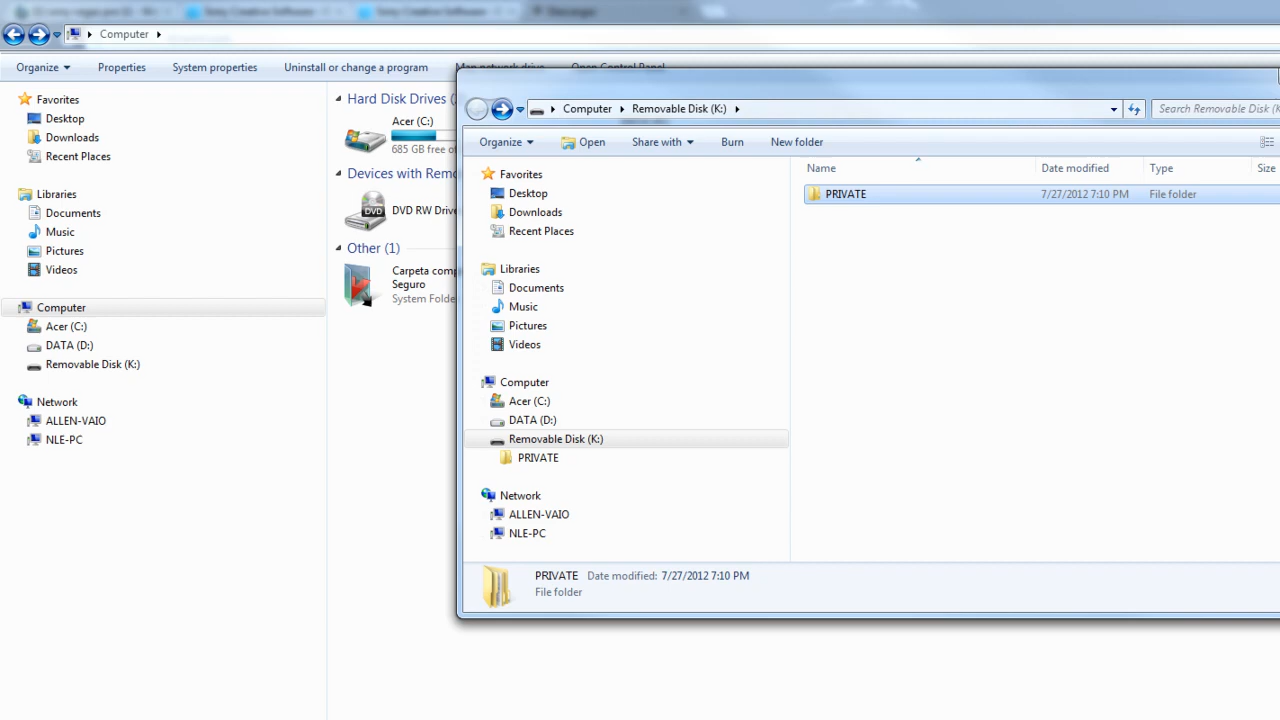 Computer
Organize
Properties
System properties
Uninstall or change a program
Map network drive
Open Control Panel
Favorites
Desktop
Downloads
Recent Places
Libraries
Documents
Music
Pictures
Videos
Computer
Acer (C:)
DATA (D:)
Removable Disk (K:)
Network
ALLEN-VAIO
NLE-PC
Hard Disk Drives (
Acer (C:)
685 GB free of
Devices with Remo
DVD
DVD RW Drive
Other (1)
Carpeta comp
Seguro
System Folde
Computer
Removable Disk (K:)
Search Removable Disk (K
Organize
Open
Share with
Burn
New folder
Favorites
Desktop
Downloads
Recent Places
Libraries
Documents
Music
Pictures
Videos
Computer
Acer (C:)
DATA (D:)
Removable Disk (K:)
PRIVATE
Network
ALLEN-VAIO
NLE-PC
Name
Date modified
Type
Size
PRIVATE
7/27/2012 7:10 PM
File folder
PRIVATE Date modified: 7/27/2012 7:10 PM
File folder